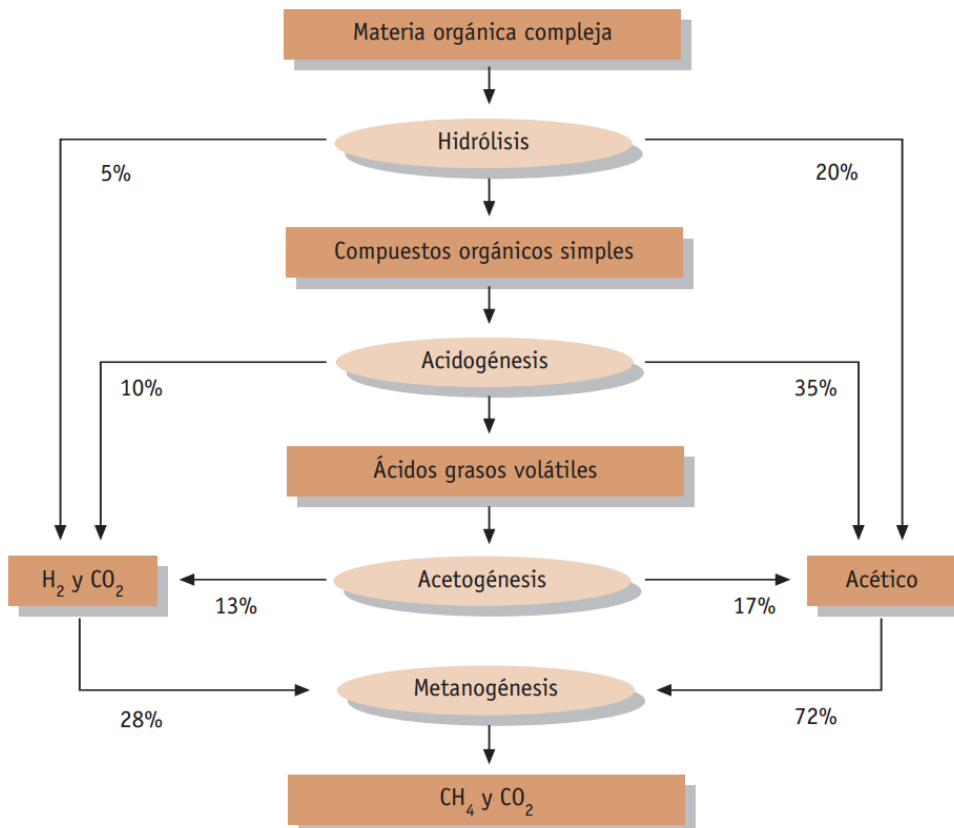 Materia orgánica compleja
Hidrólisis
5%
20%
Compuestos orgánicos simples
Acidogénesis
10%
35%
Ácidos grasos volátiles
H₂ y CO₂
Acetogénesis
Acético
13%
17%
Metanogénesis
28%
72%
CH₄ y CO₂